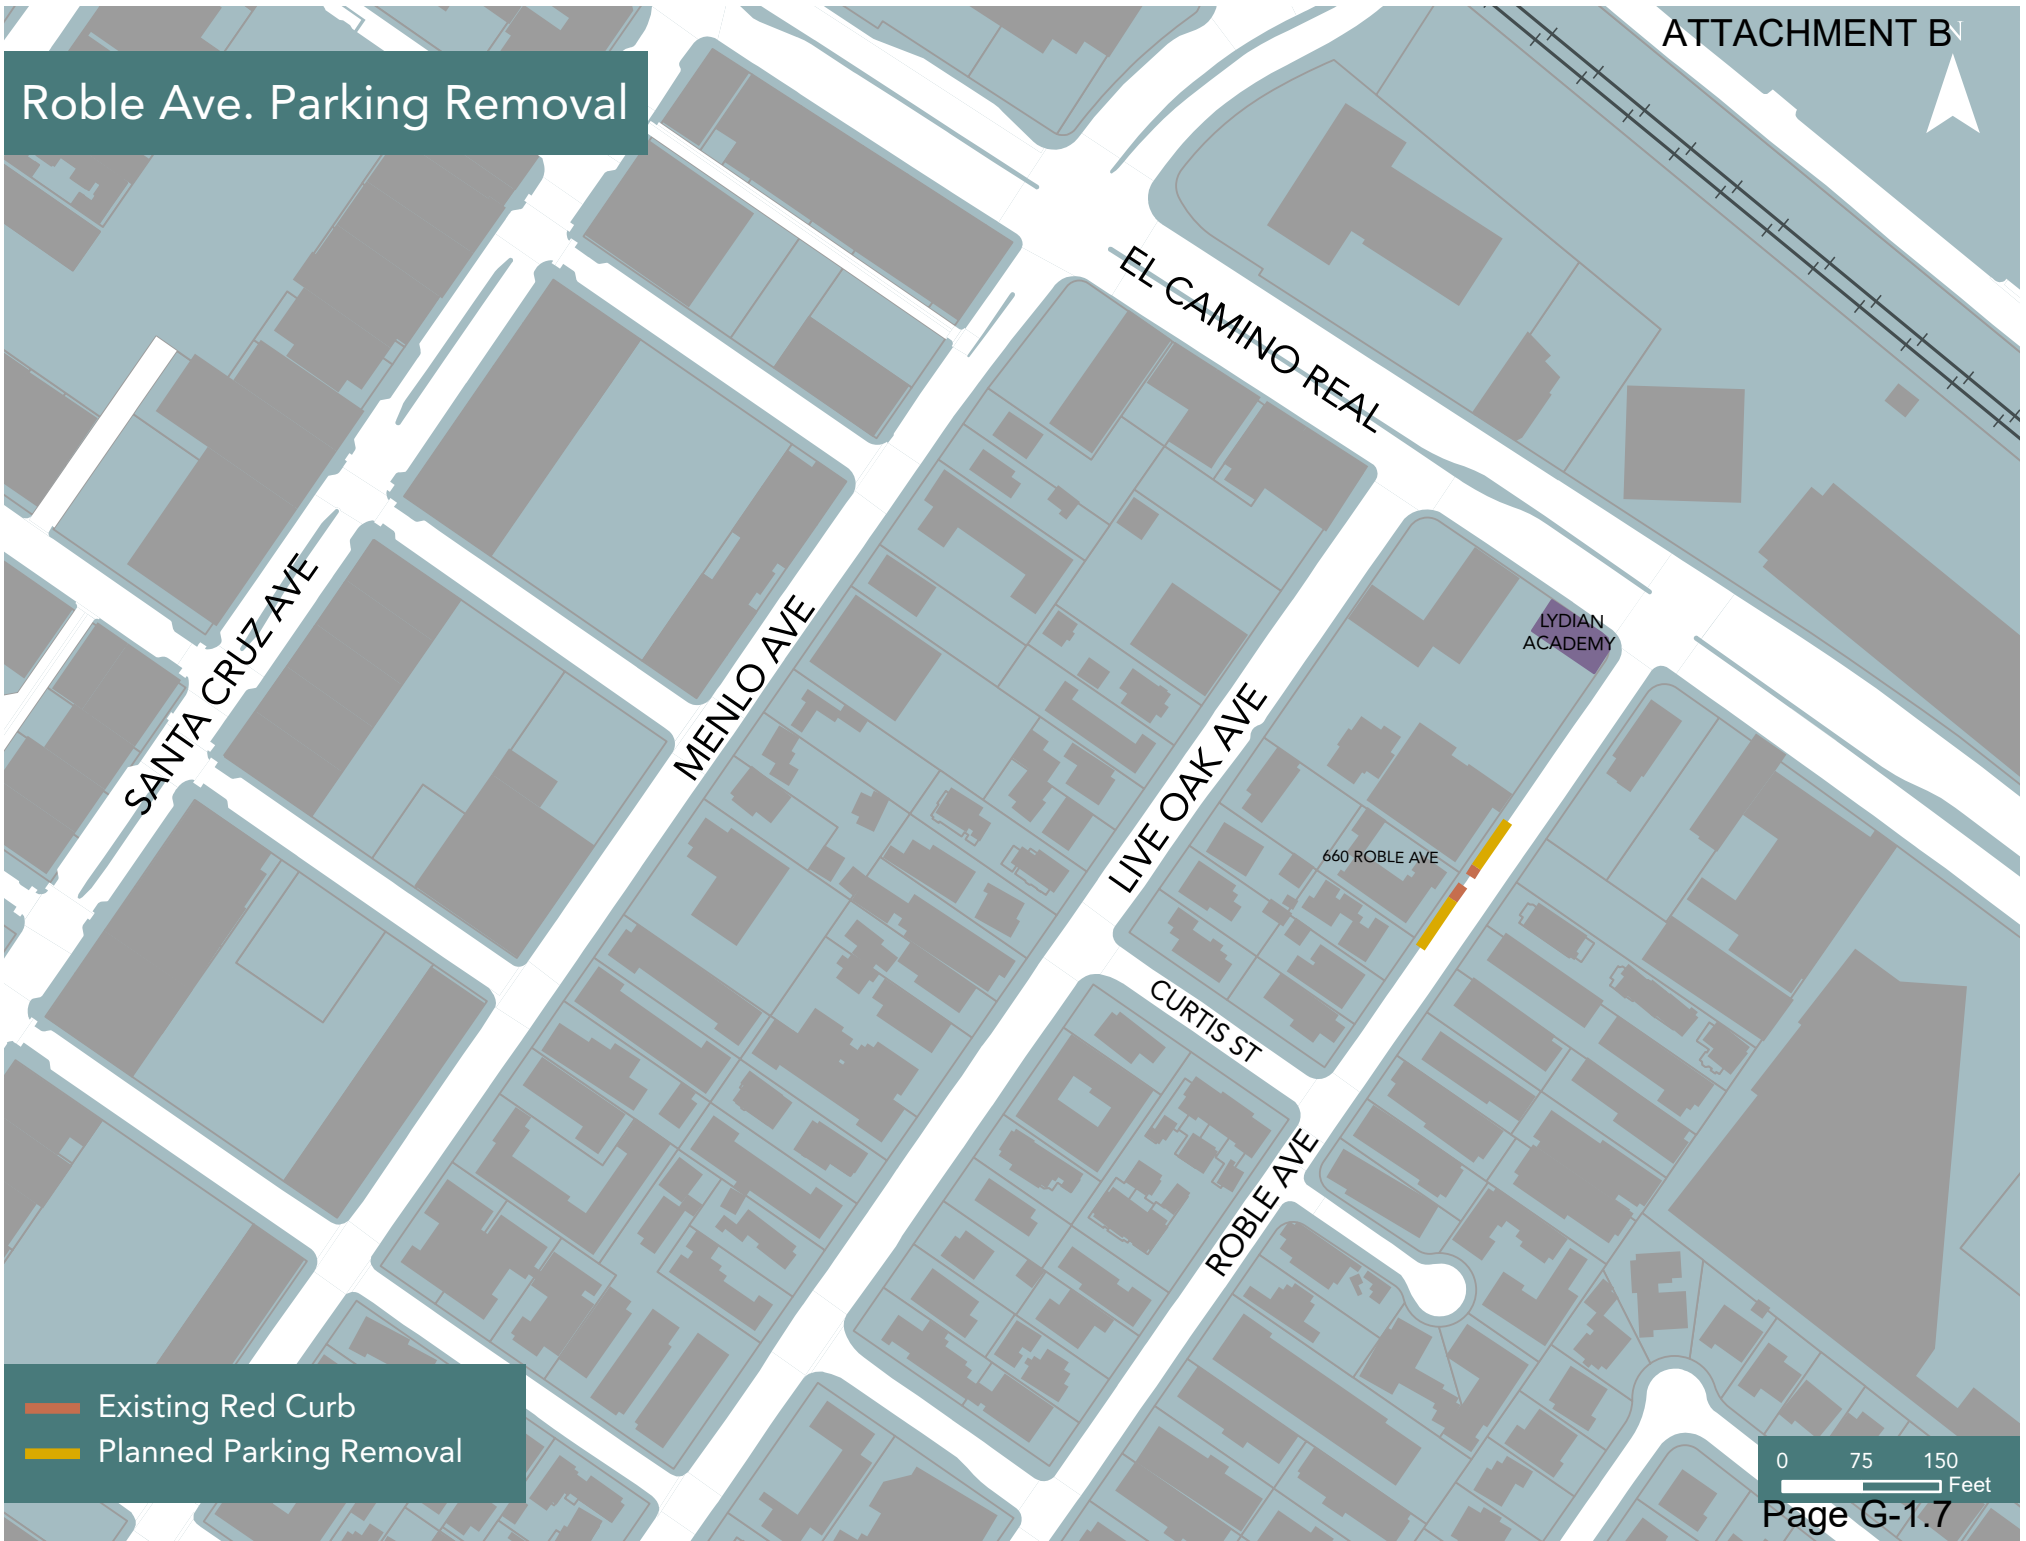 ATTACHMENT B
N
Roble Ave. Parking Removal
EL CAMINO REAL
SANTA CRUZ AVE
MENLO AVE
LIVE OAK AVE
LYDIAN
ACADEMY
660 ROBLE AVE
CURTIS ST
ROBLE AVE
Existing Red Curb
Planned Parking Removal
0 75 150
Feet
Page G-1.7